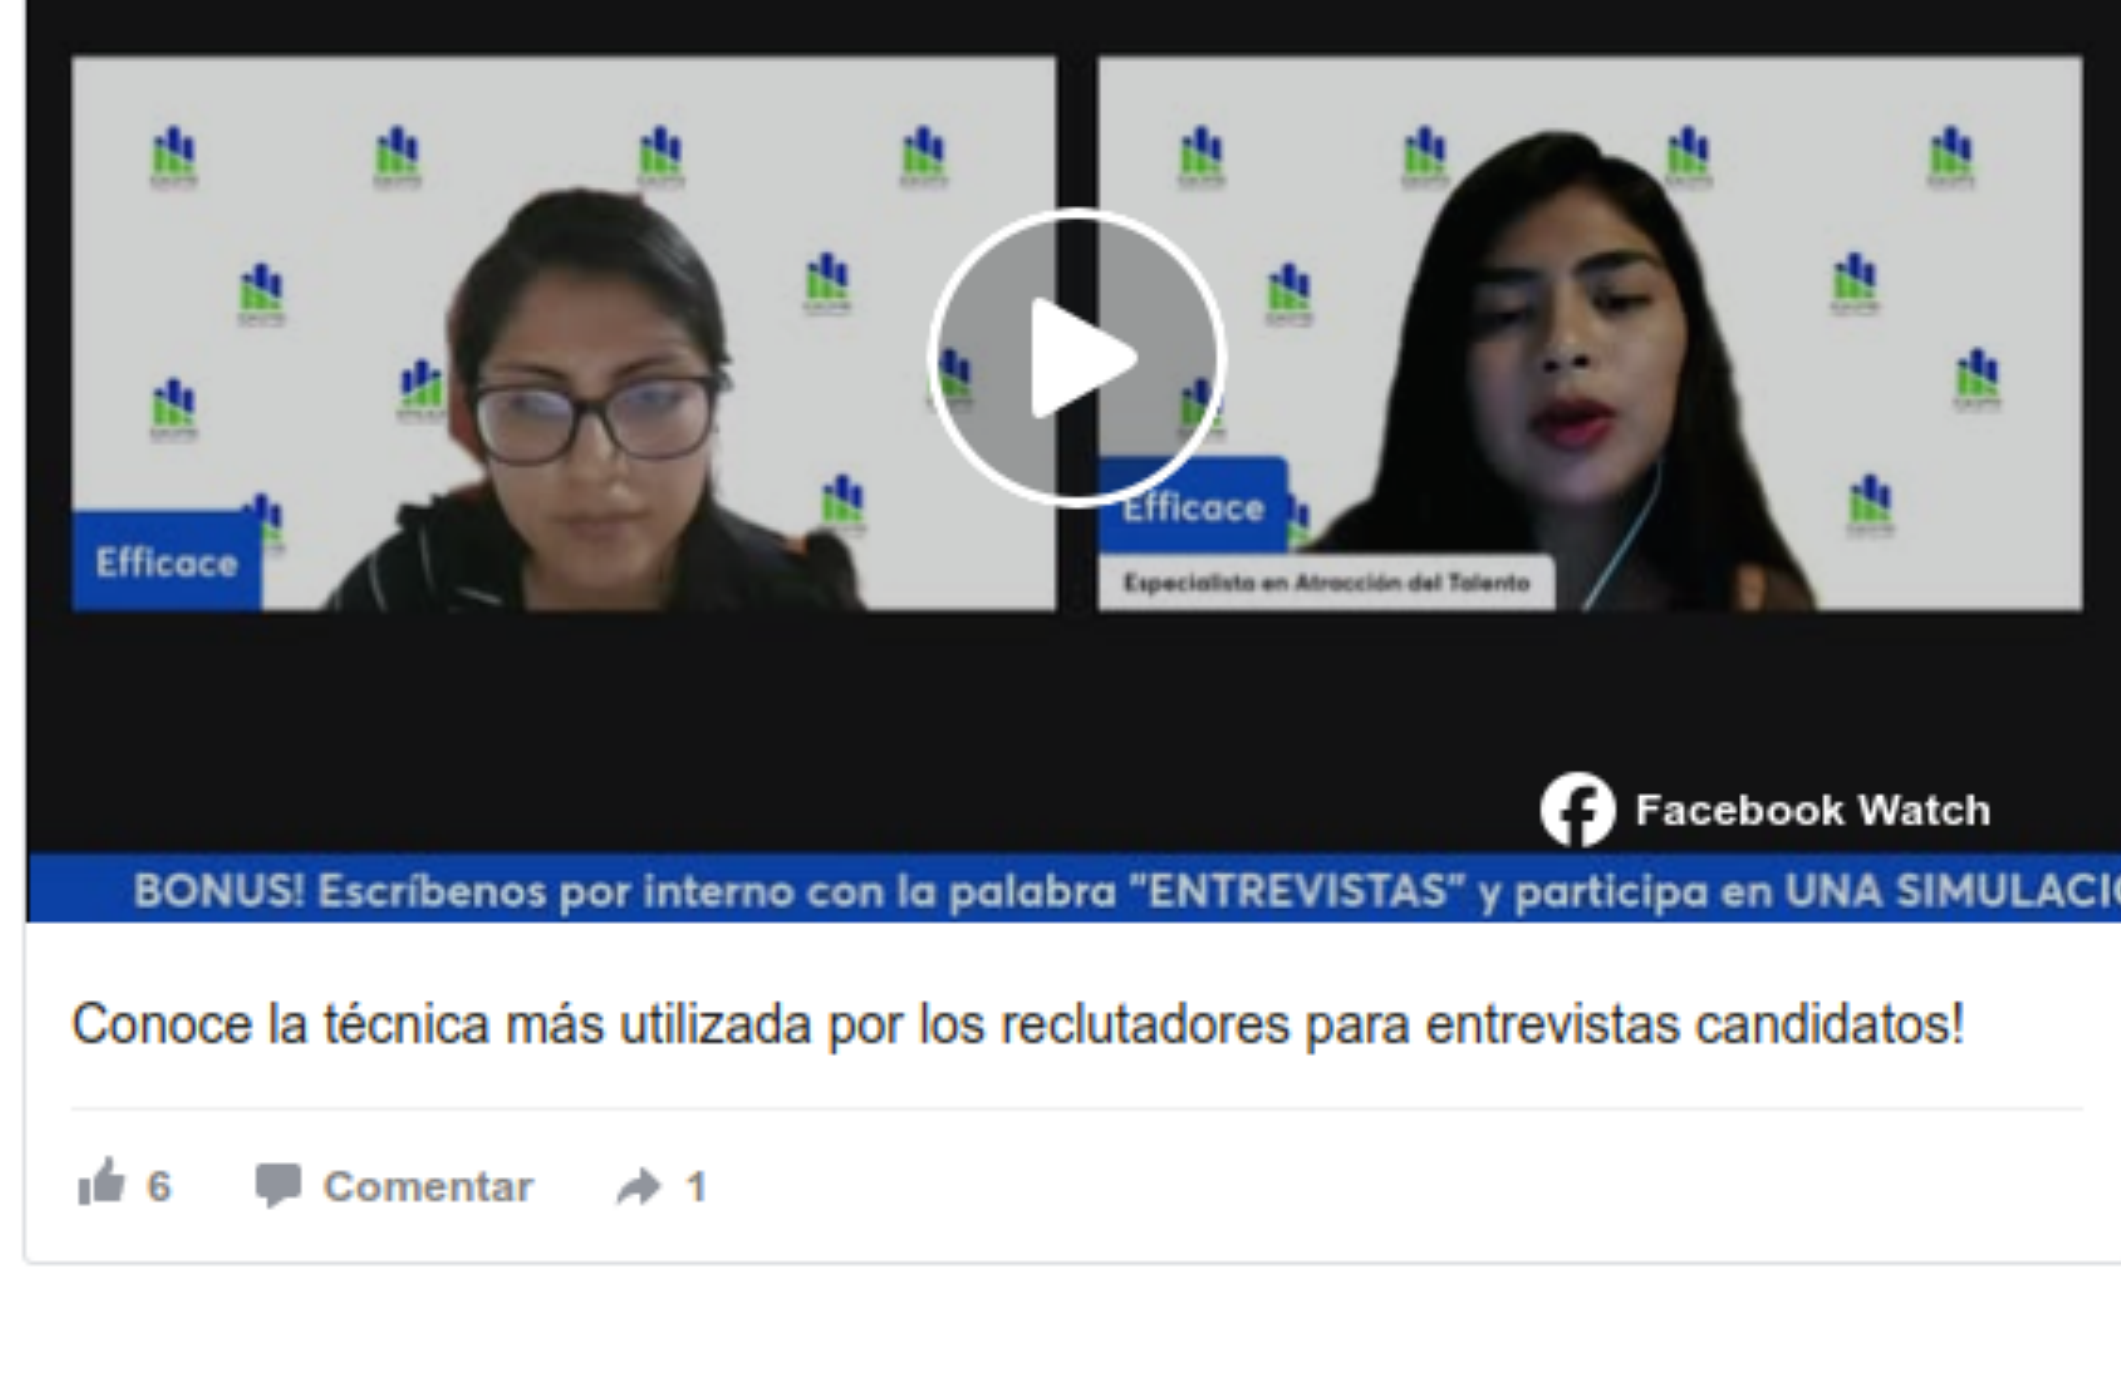 Efficace
Efficace
Especialista en Atracción del Talento
Facebook Watch
BONUS! Escríbenos por interno con la palabra "ENTREVISTAS" y participa en UNA
Conoce la técnica más utilizada por los reclutadores para entrevistas candidatos!
6 Comentar 1